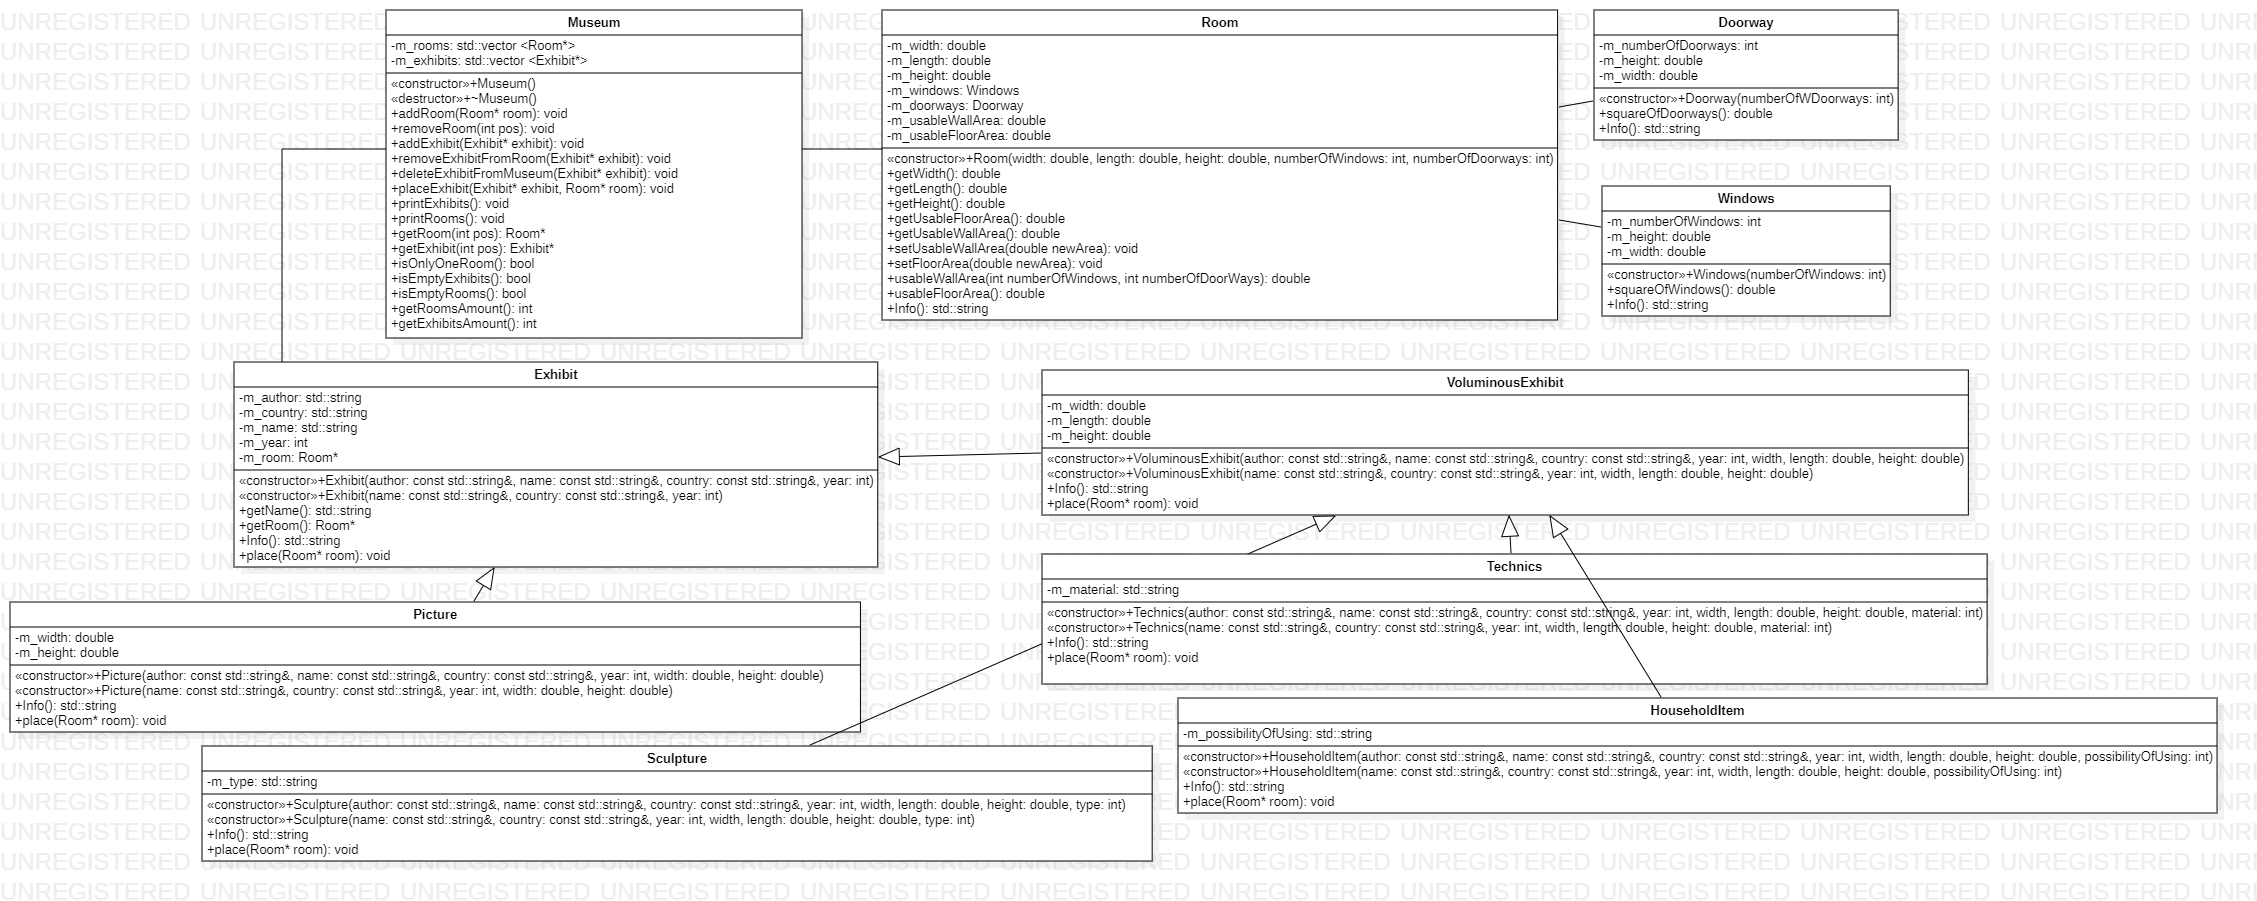 Museum
-m_rooms: std::vector <Room*>
-m_exhibits: std::vector <Exhibit*>
«constructor»+Museum()
«destructor»+~Museum()
+addRoom(Room* room): void
+removeRoom(int pos): void
+addExhibit(Exhibit* exhibit): void
+removeExhibitFromRoom(Exhibit* exhibit): void
+deleteExhibitFromMuseum(Exhibit* exhibit): void
+placeExhibit(Exhibit* exhibit, Room* room): void
+printExhibits(): void
+printRooms(): void
+getRoom(int pos): Room*
+getExhibit(int pos): Exhibit*
+isOnlyOneRoom(): bool
+isEmptyExhibits(): bool
+isEmptyRooms(): bool
+getRoomsAmount(): int
+getExhibitsAmount(): int
Room
-m_width: double
-m_length: double
-m_height: double
-m_windows: Windows
-m_doorways: Doorway
-m_usableWallArea: double
-m_usableFloorArea: double
«constructor»+Room(width: double, length: double, height: double, numberOfWindows: int, numberOfDoorways: int)
+getWidth(): double
+getLength(): double
+getHeight(): double
+getUsableFloorArea(): double
+getUsableWallArea(): double
+setUsableWallArea(double newArea): void
+setFloorArea(double newArea): void
+usableWallArea(int numberOfWindows, int numberOfDoorWays): double
+usableFloorArea(): double
+Info(): std::string
Doorway
-m_numberOfDoorways: int
-m_height: double
-m_width: double
«constructor»+Doorway(numberOfWDoorways: int)
+squareOfDoorways(): double
+Info(): std::string
Windows
-m_numberOfWindows: int
-m_height: double
-m_width: double
«constructor»+Windows(numberOfWindows: int)
+squareOfWindows(): double
+Info(): std::string
Exhibit
-m_author: std::string
-m_country: std::string
-m_name: std::string
-m_year: int
-m_room: Room*
«constructor»+Exhibit(author: const std::string&, name: const std::string&, country: const std::string&, year: int)
«constructor»+Exhibit(name: const std::string&, country: const std::string&, year: int)
+getName(): std::string
+getRoom(): Room*
+Info(): std::string
+place(Room* room): void
VoluminousExhibit
-m_width: double
-m_length: double
-m_height: double
«constructor»+VoluminousExhibit(author: const std::string&, name: const std::string&, country: const std::string&, year: int, width, length: double, height: double)
«constructor»+VoluminousExhibit(name: const std::string&, country: const std::string&, year: int, width, length: double, height: double)
+Info(): std::string
+place(Room* room): void
Technics
-m_material: std::string
«constructor»+Technics(author: const std::string&, name: const std::string&, country: const std::string&, year: int, width, length: double, height: double, material: int)
«constructor»+Technics(name: const std::string&, country: const std::string&, year: int, width, length: double, height: double, material: int)
+Info(): std::string
+place(Room* room): void
Picture
-m_width: double
-m_height: double
«constructor»+Picture(author: const std::string&, name: const std::string&, country: const std::string&, year: int, width: double, height: double)
«constructor»+Picture(name: const std::string&, country: const std::string&, year: int, width: double, height: double)
+Info(): std::string
+place(Room* room): void
HouseholdItem
-m_possibilityOfUsing: std::string
«constructor»+HouseholdItem(author: const std::string&, name: const std::string&, country: const std::string&, year: int, width, length: double, height: double, possibilityOfUsing: int)
«constructor»+HouseholdItem(name: const std::string&, country: const std::string&, year: int, width, length: double, height: double, possibilityOfUsing: int)
+Info(): std::string
+place(Room* room): void
Sculpture
-m_type: std::string
«constructor»+Sculpture(author: const std::string&, name: const std::string&, country: const std::string&, year: int, width, length: double, height: double, type: int)
«constructor»+Sculpture(name: const std::string&, country: const std::string&, year: int, width, length: double, height: double, type: int)
+Info(): std::string
+place(Room* room): void